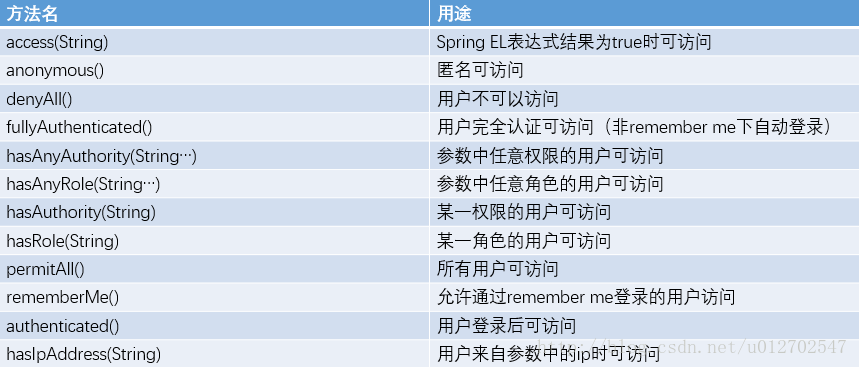 方法名 用途
access(String) Spring EL表达式结果为true时可访问
anonymous() 匿名可访问
denyAll() 用户不可以访问
fullyAuthenticated() 用户完全认证可访问（非remember me下自动登录）
hasAnyAuthority(String…) 参数中任意权限的用户可访问
hasAnyRole(String…) 参数中任意角色的用户可访问
hasAuthority(String) 某一权限的用户可访问
hasRole(String) 某一角色的用户可访问
permitAll() 所有用户可访问
rememberMe() 允许通过remember me登录的用户访问
authenticated() 用户登录后可访问
hasIpAddress(String) 用户来自参数中的ip时可访问
http://blog.csdn.net/u012702547